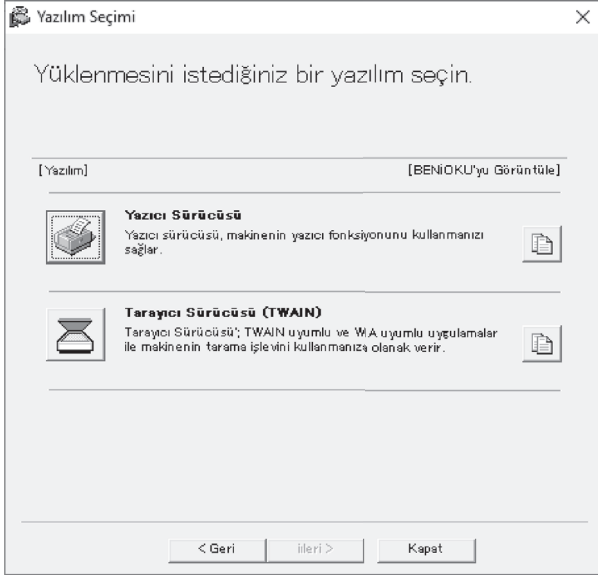 Yazılım Seçimi
Yüklenmesini istediğiniz bir yazılım seçin.
[Yazılım] [BENİOKU'yu Görüntüle]
Yazıcı Sürücüsü
Yazıcı sürücüsü, makinenin yazıcı fonksiyonunu kullanmanızı
sağlar.
Tarayıcı Sürücüsü (TWAIN)
Tarayıcı Sürücüsü'; TWAIN uyumlu ve WIA uyumlu uygulamalar
ile makinenin tarama işlevini kullanmanıza olanak verir.
< Geri İileri > Kapat